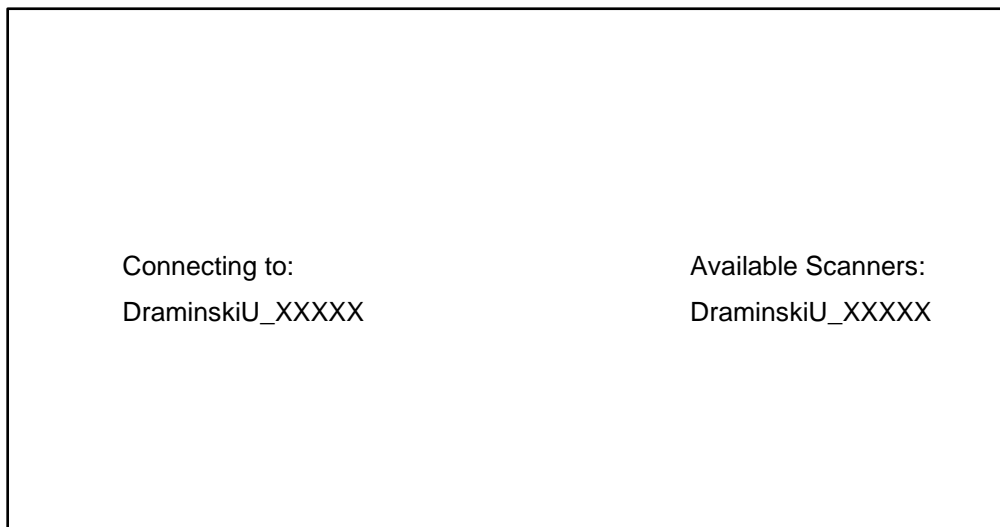 Connecting to:
DraminskiU_XXXXX
Available Scanners:
DraminskiU_XXXXX